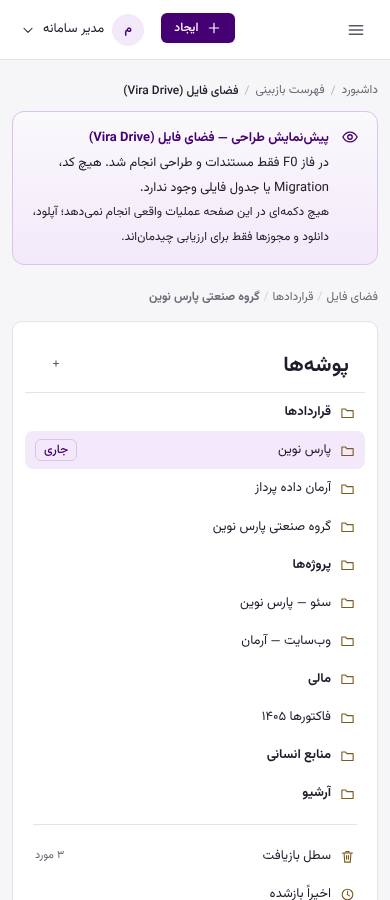 ایجاد
م
مدیر سامانه
داشبورد / فهرست بازبینی / فضای فایل (Vira Drive)
پیش‌نمایش طراحی — فضای فایل (Vira Drive)
در فاز F0 فقط مستندات و طراحی انجام شد. هیچ کد،
Migration یا جدول فایلی وجود ندارد.
هیچ دکمه‌ای در این صفحه عملیات واقعی انجام نمی‌دهد؛ آپلود،
دانلود و مجوزها فقط برای ارزیابی چیدمان‌اند.
فضای فایل / قراردادها / گروه صنعتی پارس نوین
پوشه‌ها
+
قراردادها
پارس نوین
جاری
آرمان داده پرداز
گروه صنعتی پارس نوین
پروژه‌ها
سئو — پارس نوین
وب‌سایت — آرمان
مالی
فاکتورها ۱۴۰۵
منابع انسانی
آرشیو
سطل بازیافت
۳ مورد
اخیراً بازشده